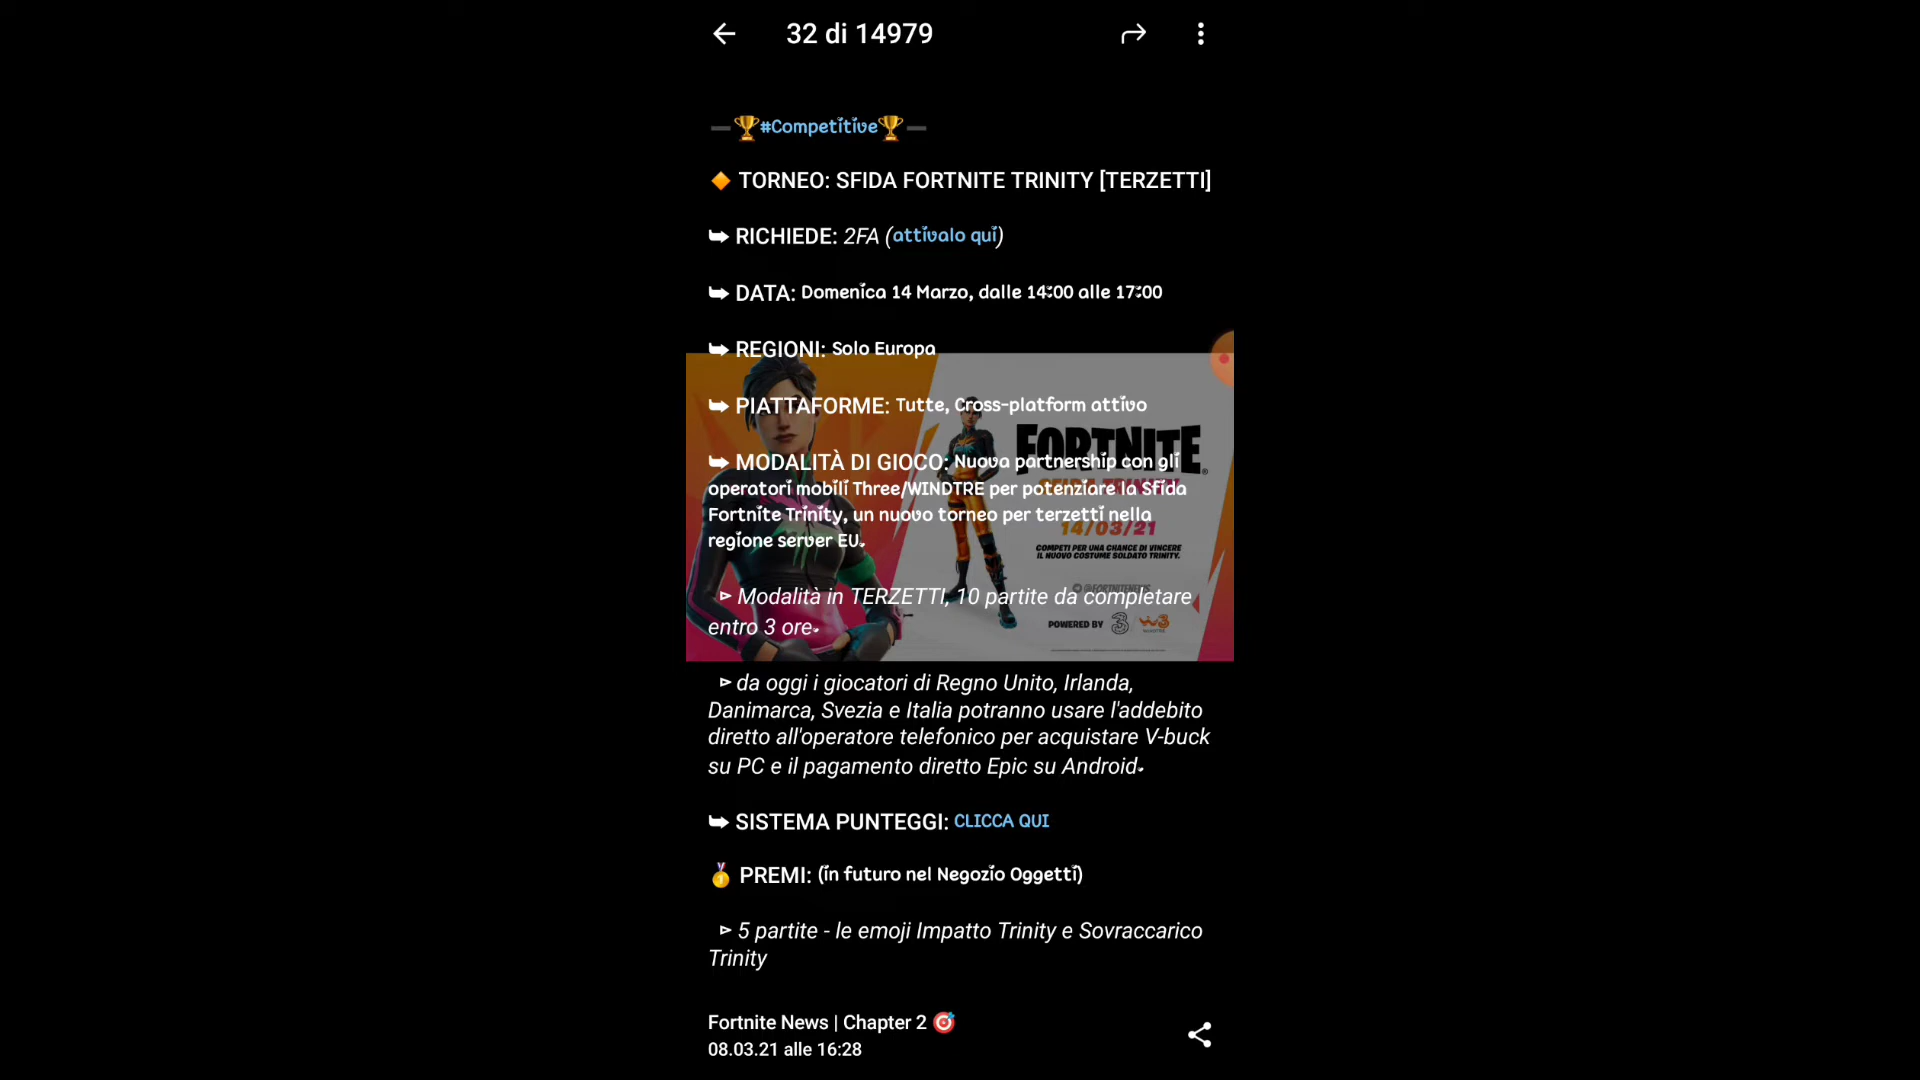 32 di 14979
#Competitive
TORNEO: SFIDA FORTNITE TRINITY [TERZETTI]
RICHIEDE: 2FA (attivalo qui)
DATA: Domenica 14 Marzo, dalle 14:00 alle 17:00
REGIONI: Solo Europa
PIATTAFORME: Tutte, Cross-platform attivo
FORTNITE
MODALITÀ DI GIOCO: Nuova partnership con gli
operatori mobili Three/WINDTRE per potenziare la Sfida
SFIDA TRINITY
Fortnite Trinity, un nuovo torneo per terzetti nella
14/03/21
regione server EU.
COMPETI PER UNA CHANCE DI VINCERE
IL NUOVO COSTUME SOLDATO TRINITY.
▻ Modalità in TERZETTI, 10 partite da completare
entro 3 ore.
POWERED BY 3 W3
▻ da oggi i giocatori di Regno Unito, Irlanda,
Danimarca, Svezia e Italia potranno usare l'addebito
diretto all'operatore telefonico per acquistare V-buck
su PC e il pagamento diretto Epic su Android.
SISTEMA PUNTEGGI: CLICCA QUI
PREMI: (in futuro nel Negozio Oggetti)
▻ 5 partite - le emoji Impatto Trinity e Sovraccarico
Trinity
Fortnite News | Chapter 2
08.03.21 alle 16:28